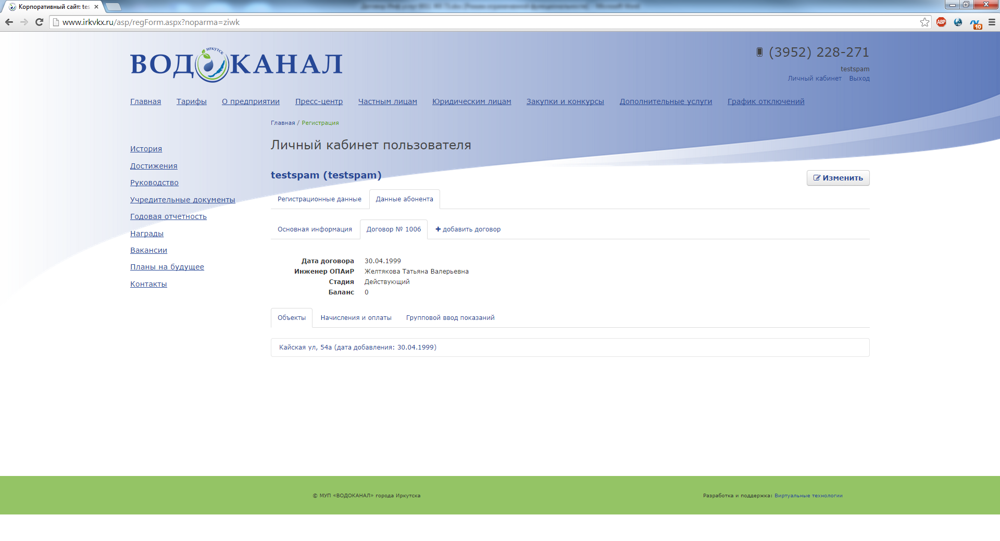 Корпоративный сайт: tes
www.irkvkx.ru/asp/regForm.aspx?noparma=ziwk
ABP
10
ИРКУТСК
ВОДОКАНАЛ
(3952) 228-271
testspam
Личный кабинет Выход
Главная Тарифы О предприятии Пресс-центр Частным лицам Юридическим лицам Закупки и конкурсы Дополнительные услуги График отключений
Главная / Регистрация
Личный кабинет пользователя
История
Достижения
Руководство
Учредительные документы
Годовая отчетность
Награды
Вакансии
Планы на будущее
Контакты
testspam (testspam)
Изменить
Регистрационные данные Данные абонента
Основная информация Договор № 1006 добавить договор
Дата договора 30.04.1999
Инженер ОПАиР Желтякова Татьяна Валерьевна
Стадия Действующий
Баланс 0
Объекты Начисления и оплаты Групповой ввод показаний
Кайская ул, 54а (дата добавления: 30.04.1999)
© МУП «ВОДОКАНАЛ» города Иркутска
Разработка и поддержка: Виртуальные технологии